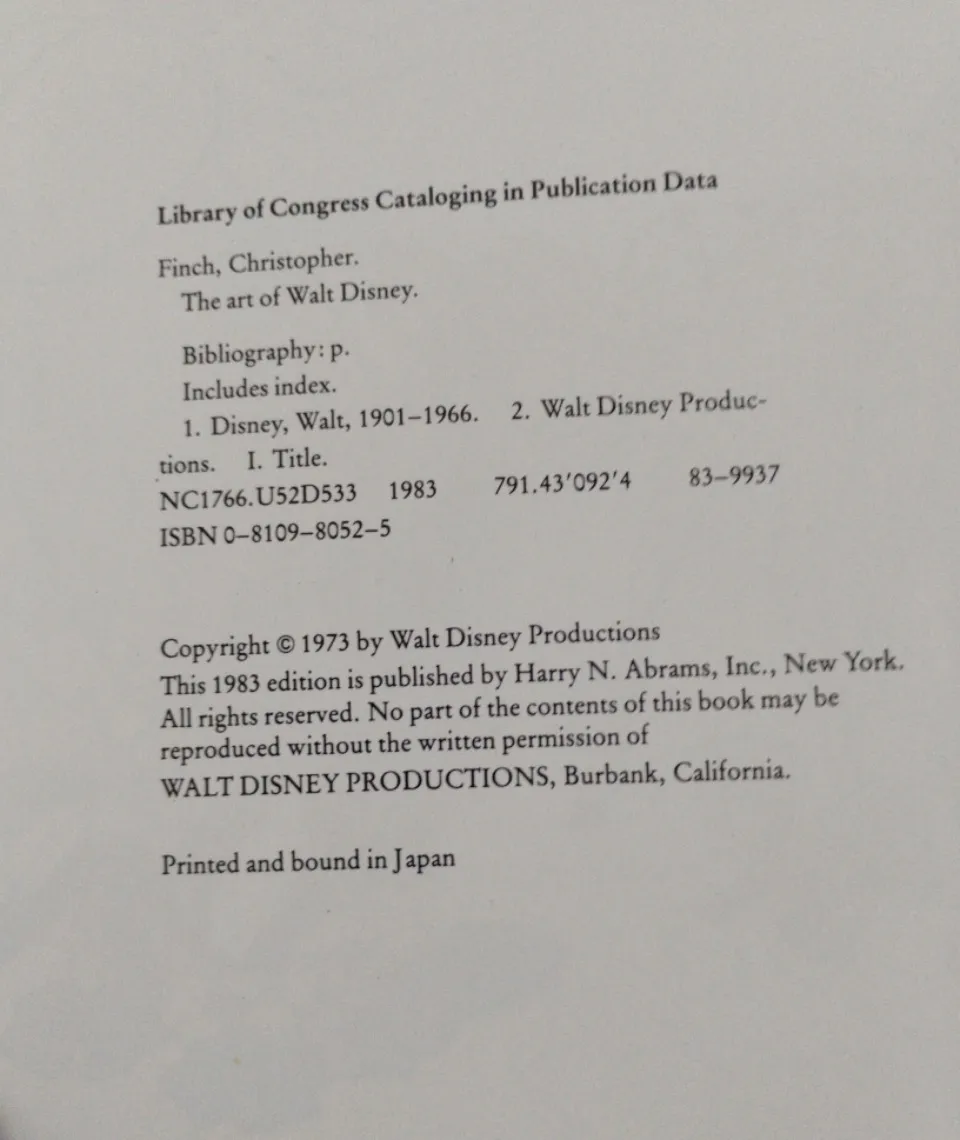 Library of Congress Cataloging in Publication Data
Finch, Christopher.
The art of Walt Disney.
Bibliography: p.
Includes index.
1. Disney, Walt, 1901–1966. 2. Walt Disney Produc-
tions. I. Title.
NC1766.U52D533 1983 791.43′092′4 83–9937
ISBN 0–8109–8052–5
Copyright © 1973 by Walt Disney Productions
This 1983 edition is published by Harry N. Abrams, Inc., New York.
All rights reserved. No part of the contents of this book may be
reproduced without the written permission of
WALT DISNEY PRODUCTIONS, Burbank, California.
Printed and bound in Japan